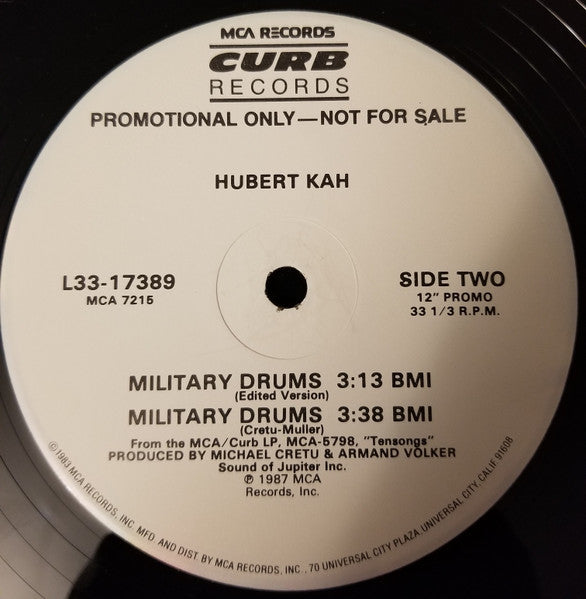 MCA RECORDS
CURB
RECORDS
PROMOTIONAL ONLY—NOT FOR SALE
HUBERT KAH
L33-17389
MCA 7215
SIDE TWO
12" PROMO
33 1/3 R.P.M.
MILITARY DRUMS 3:13 BMI
(Edited Version)
MILITARY DRUMS 3:38 BMI
(Cretu-Muller)
From the MCA/Curb LP, MCA-5798, "Tensongs"
PRODUCED BY MICHAEL CRETU & ARMAND VOLKER
Sound of Jupiter Inc.
℗ 1987 MCA
Records, Inc.
©1983 MCA RECORDS, INC. MFD. AND DIST. BY MCA RECORDS, INC., 70 UNIVERSAL CITY PLAZA, UNIVERSAL CITY, CALIF. 91608